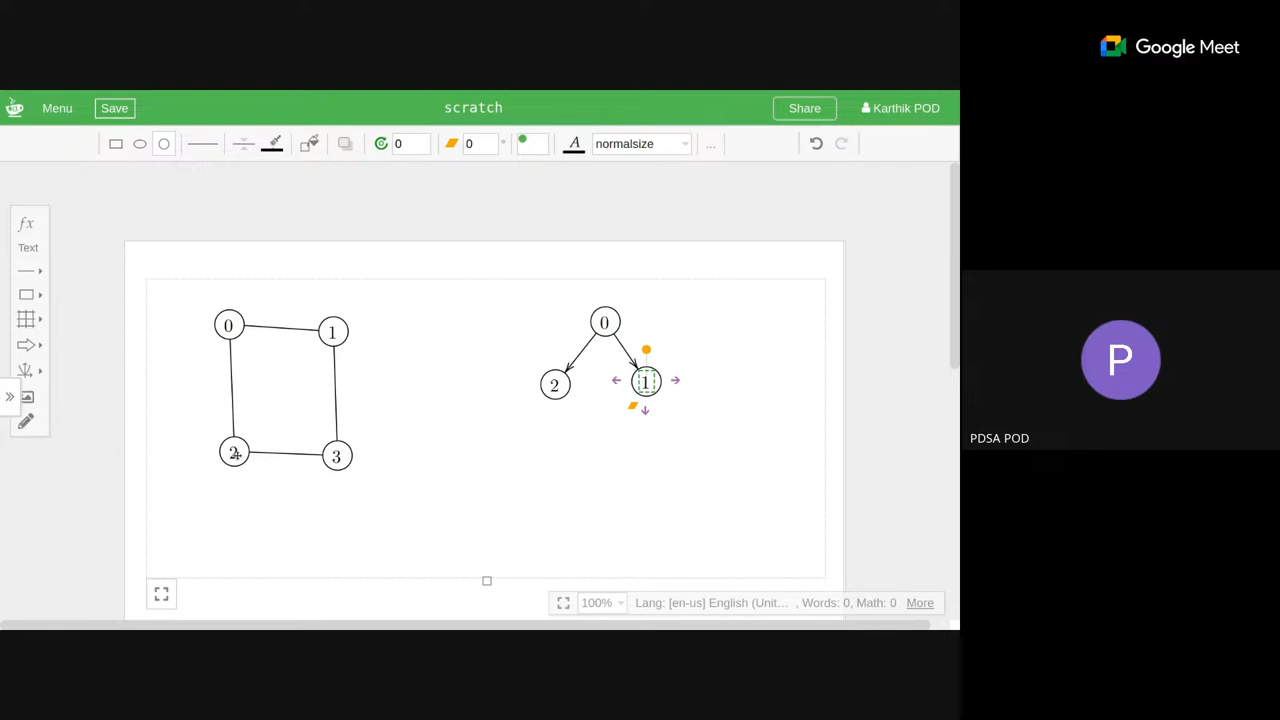 Google Meet
Menu
Save
scratch
Share
Karthik POD
0
0
°
A
normalsize
...
fx
Text
0
1
2
3
0
2
1
P
PDSA POD
100%
Lang: [en-us] English (Unit... , Words: 0, Math: 0
More